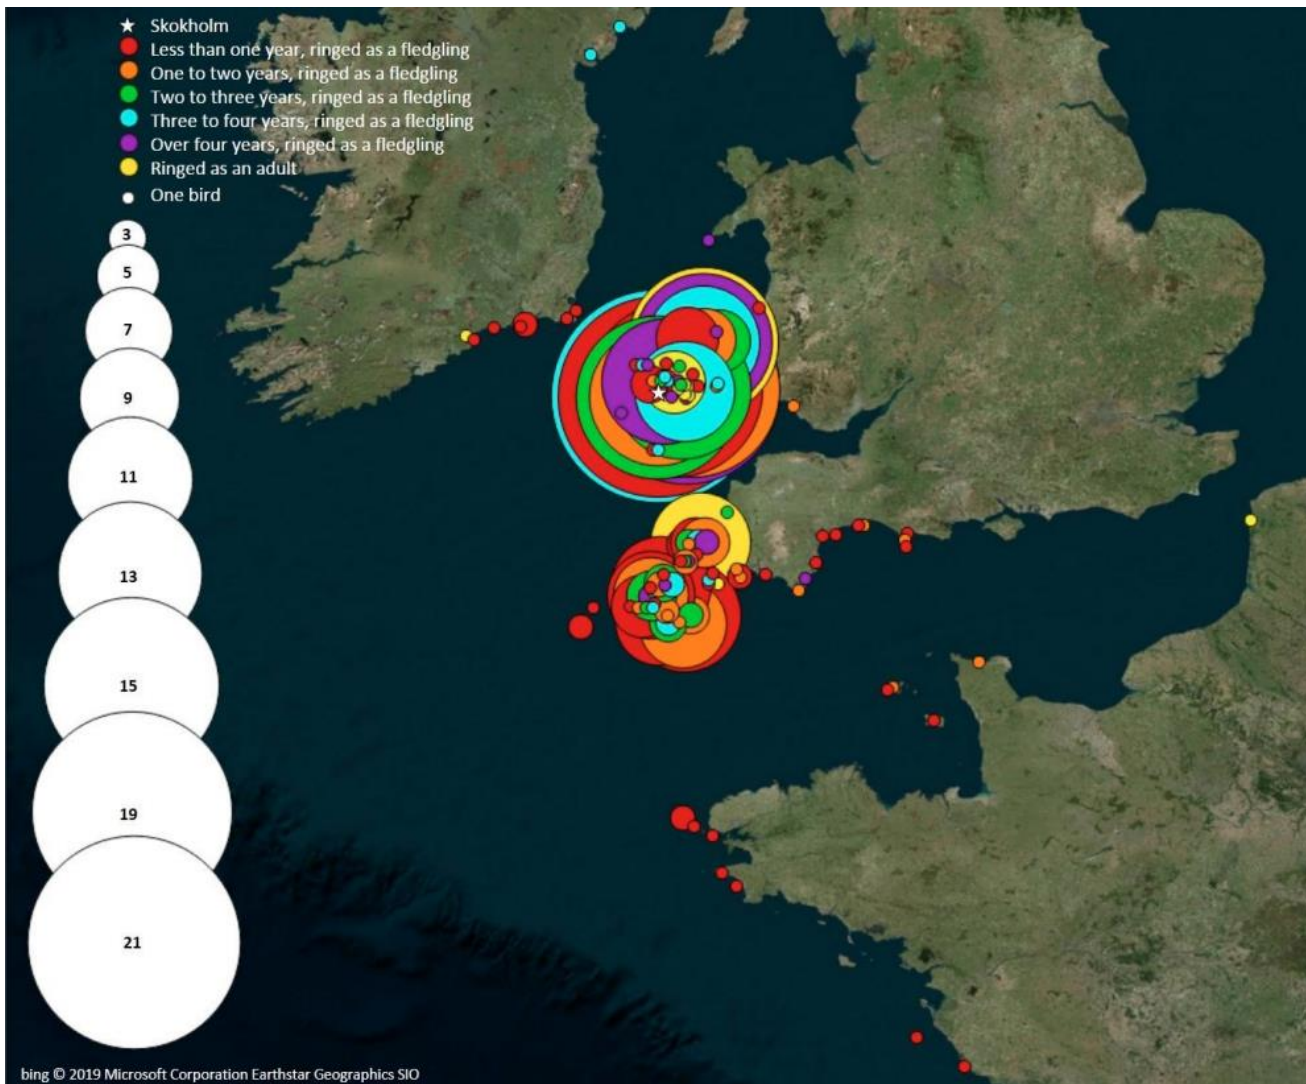 Skokholm
Less than one year, ringed as a fledgling
One to two years, ringed as a fledgling
Two to three years, ringed as a fledgling
Three to four years, ringed as a fledgling
Over four years, ringed as a fledgling
Ringed as an adult
One bird
3
5
7
9
11
13
15
19
21
bing © 2019 Microsoft Corporation Earthstar Geographics SIO